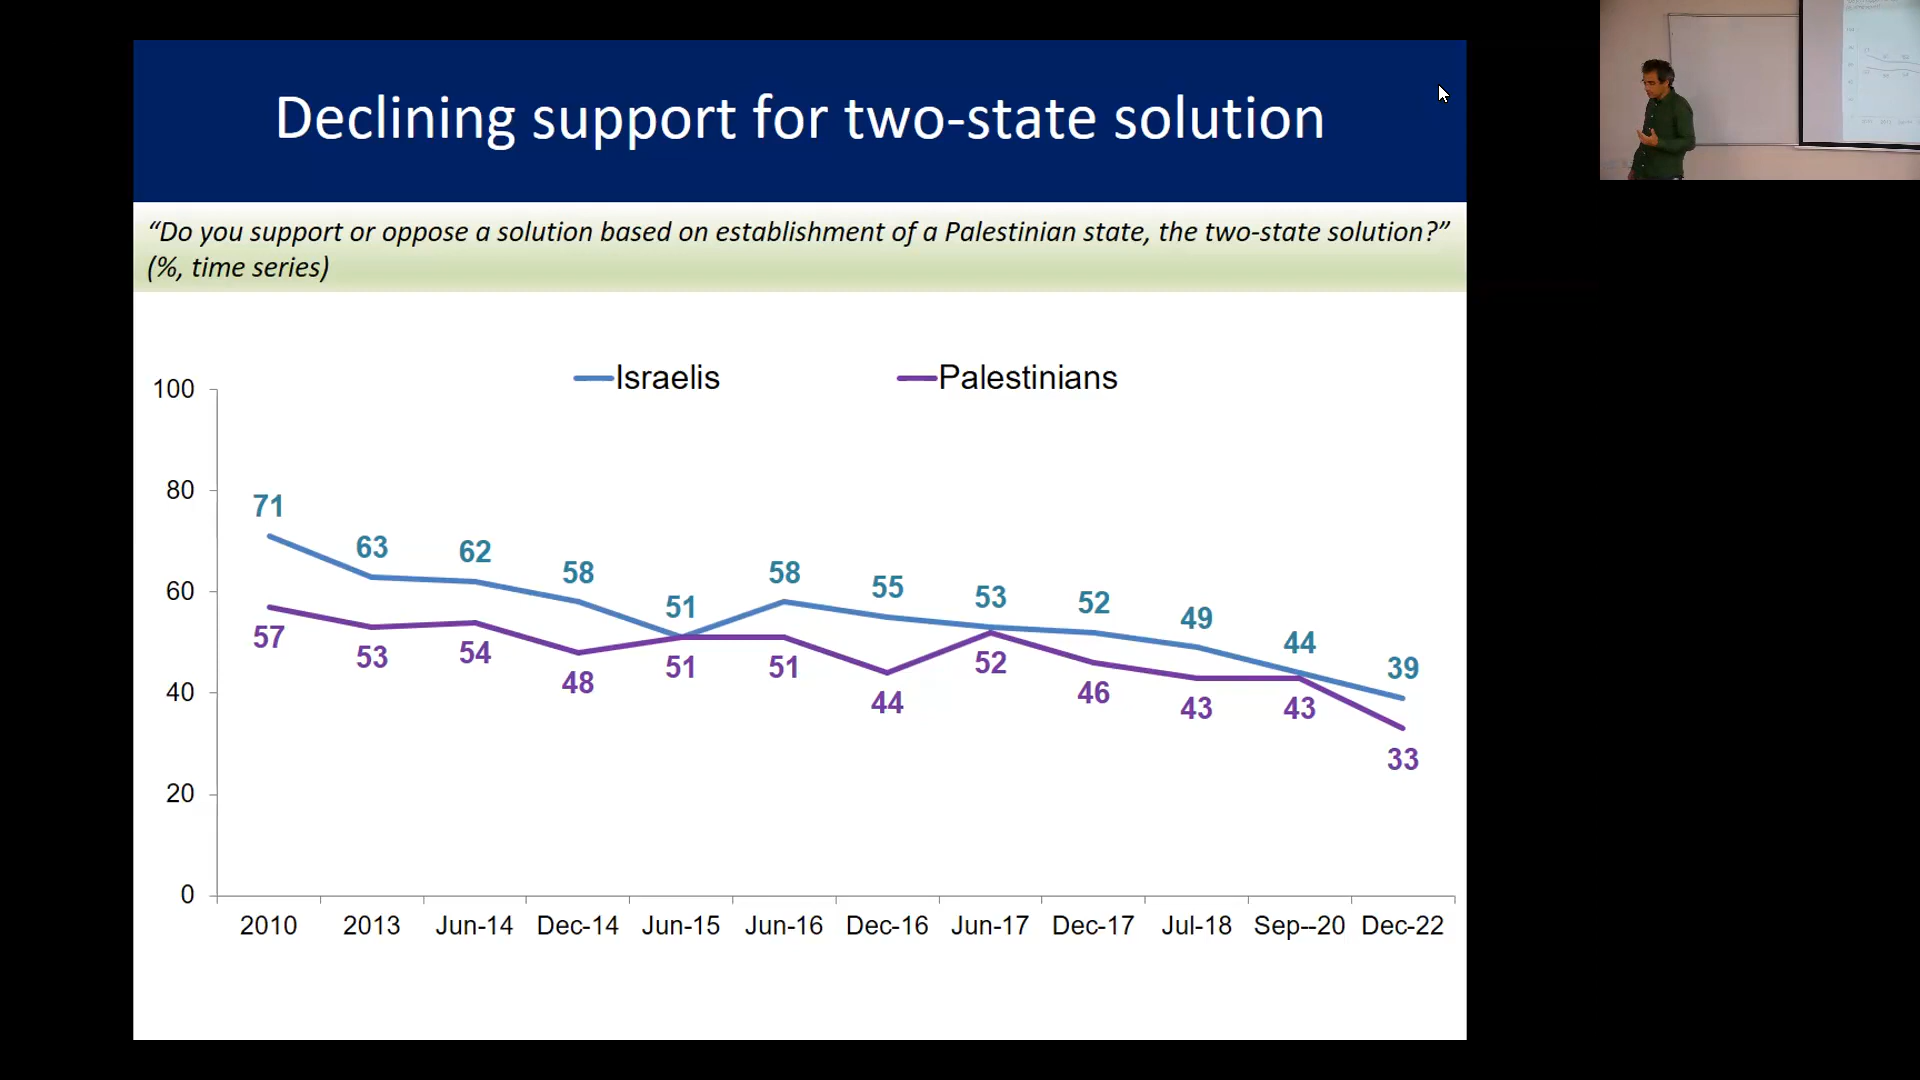 Declining support for two-state solution
“Do you support or oppose a solution based on establishment of a Palestinian state, the two-state solution?”
(%, time series)
Israelis
Palestinians
100
80
60
40
20
0
71
63
62
58
51
58
55
53
52
49
44
39
57
53
54
48
51
51
44
52
46
43
43
33
2010
2013
Jun-14
Dec-14
Jun-15
Jun-16
Dec-16
Jun-17
Dec-17
Jul-18
Sep--20
Dec-22